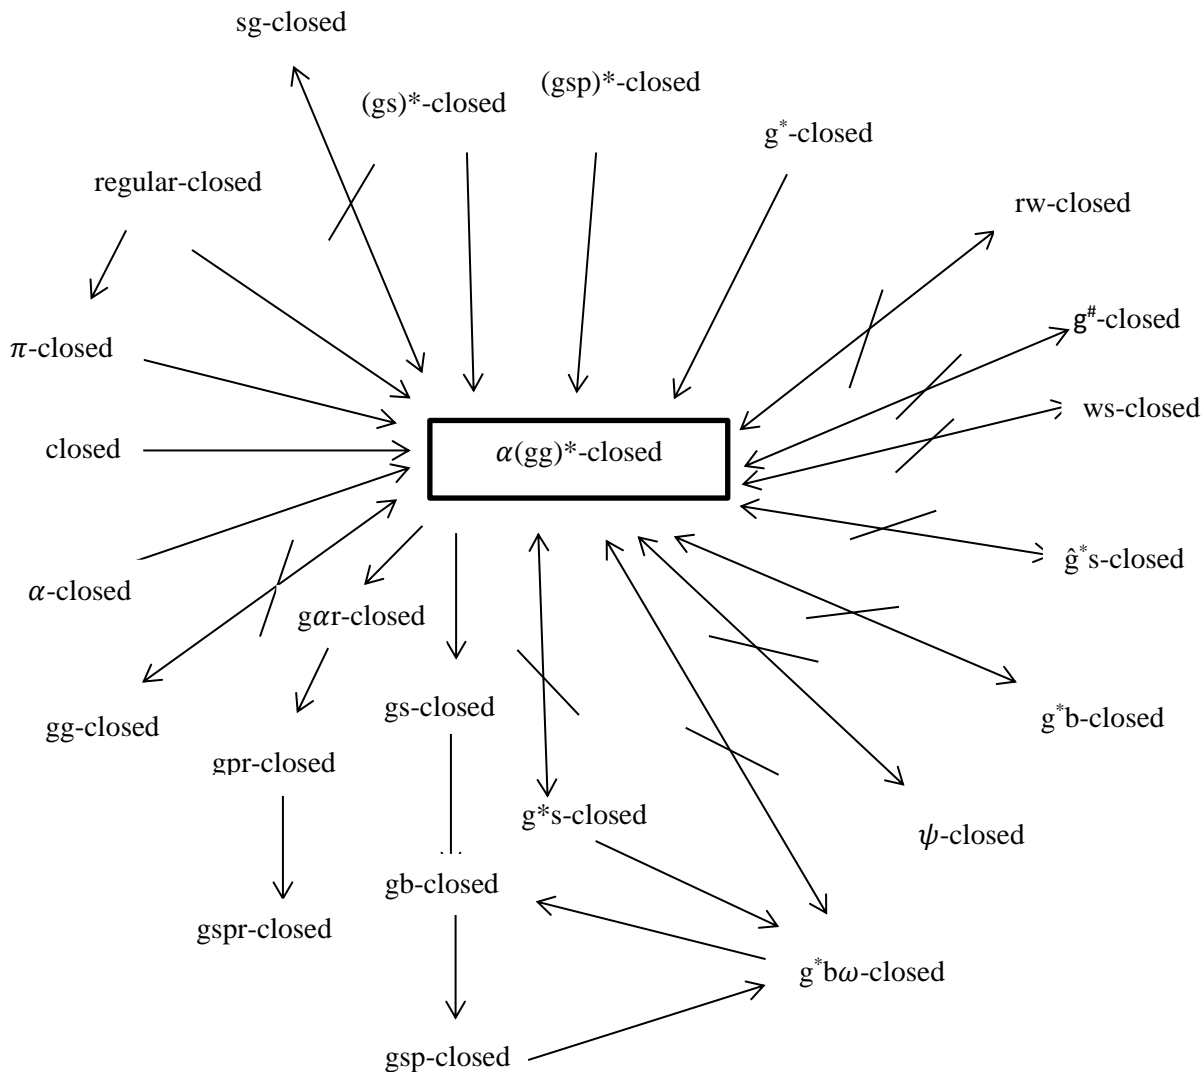 sg-closed
(gsp)*-closed
(gs)*-closed
g*-closed
regular-closed
rw-closed
g#-closed
π-closed
ws-closed
closed
α(gg)*-closed
ĝ*s-closed
α-closed
gαr-closed
gs-closed
g*b-closed
gg-closed
gpr-closed
g*s-closed
ψ-closed
gb-closed
gspr-closed
g*bω-closed
gsp-closed